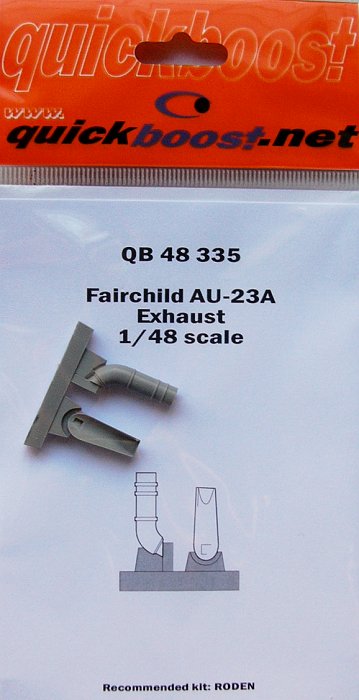 quickboost
www.
quickboost.net
QB 48 335
Fairchild AU-23A
Exhaust
1/48 scale
Recommended kit: RODEN